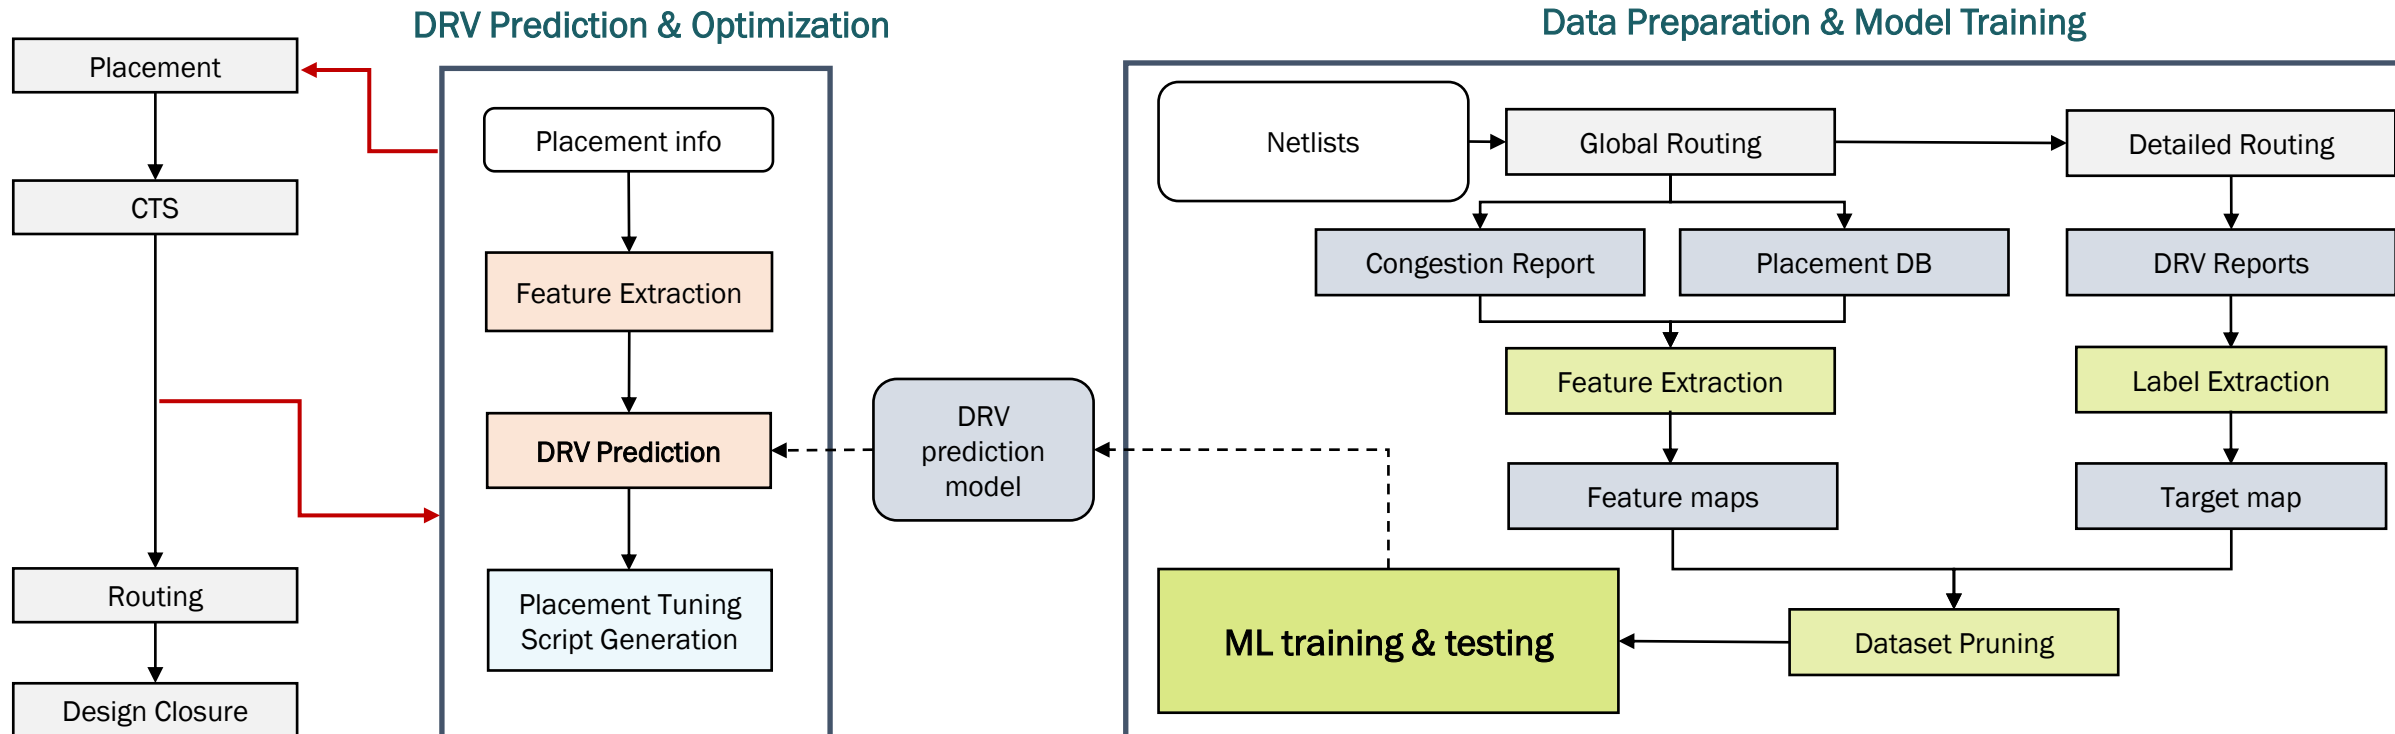 DRV Prediction & Optimization
Data Preparation & Model Training
Placement
CTS
Routing
Design Closure
Placement info
Feature Extraction
DRV Prediction
Placement Tuning
Script Generation
DRV
prediction
model
Netlists
Global Routing
Detailed Routing
Congestion Report
Placement DB
DRV Reports
Feature Extraction
Label Extraction
Feature maps
Target map
ML training & testing
Dataset Pruning